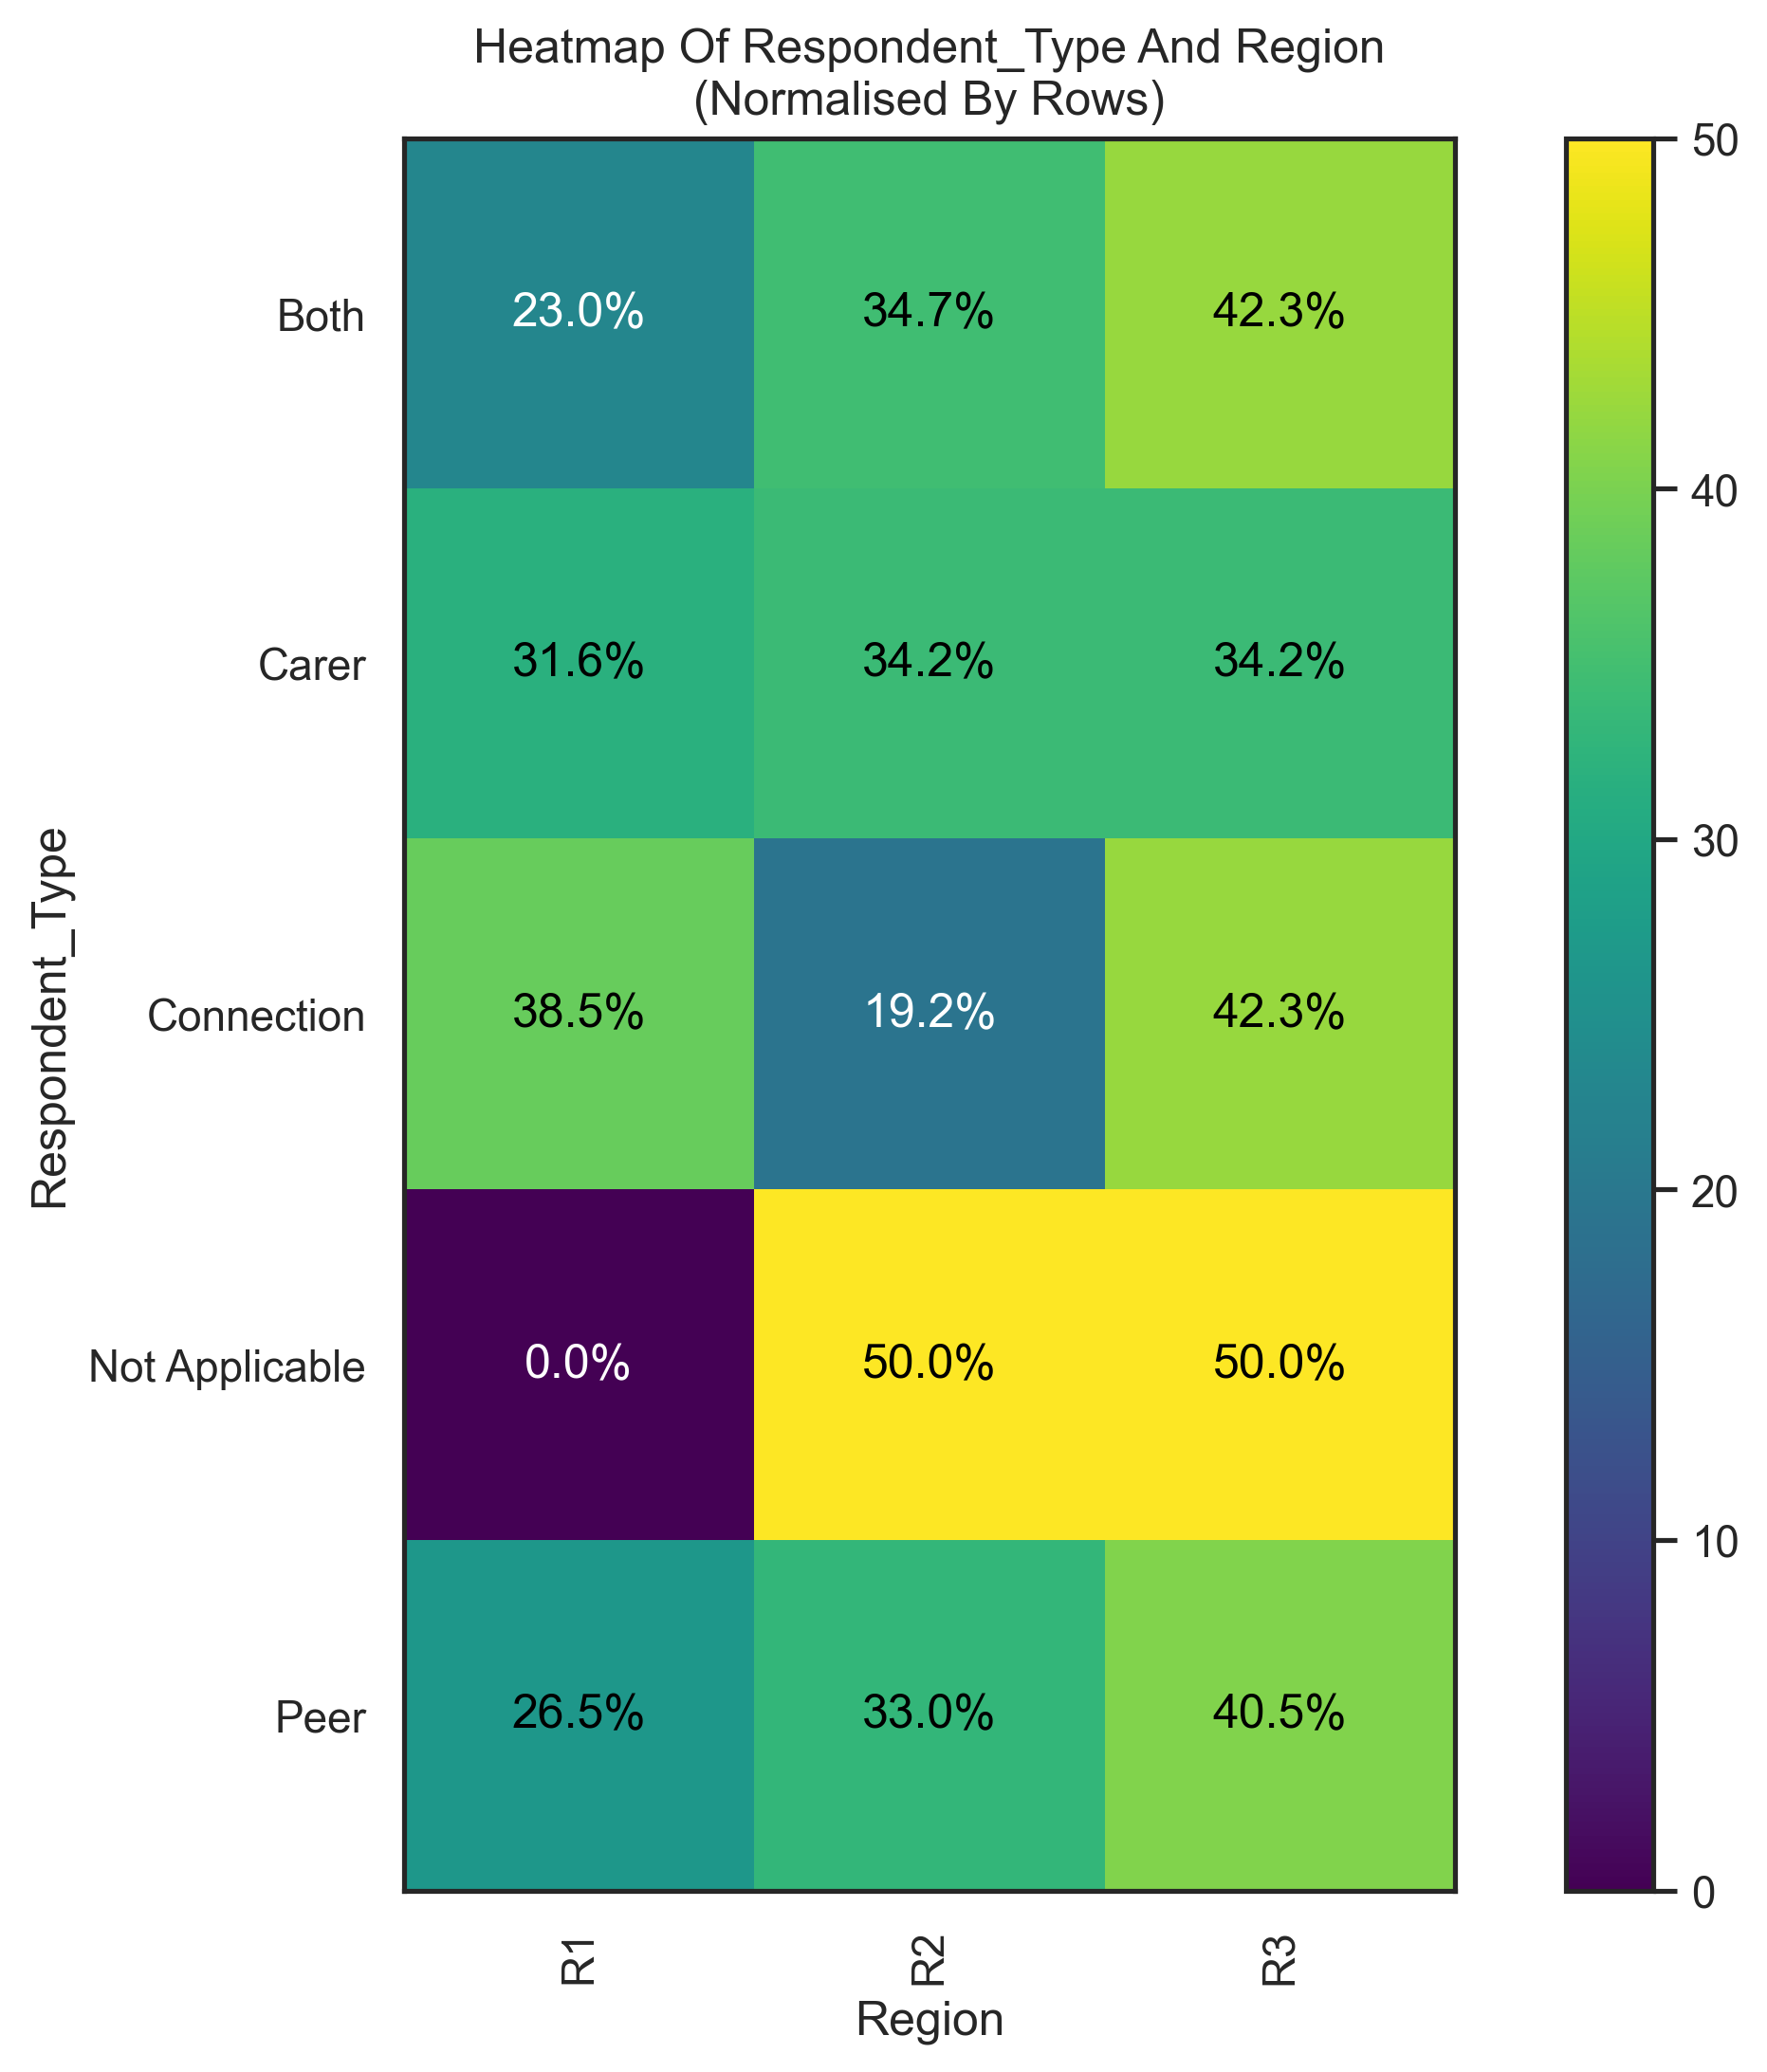 Heatmap Of Respondent_Type And Region
(Normalised By Rows)
Respondent_Type
Both 23.0% 34.7% 42.3%
Carer 31.6% 34.2% 34.2%
Connection 38.5% 19.2% 42.3%
Not Applicable 0.0% 50.0% 50.0%
Peer 26.5% 33.0% 40.5%
R1 R2 R3
Region
50
40
30
20
10
0